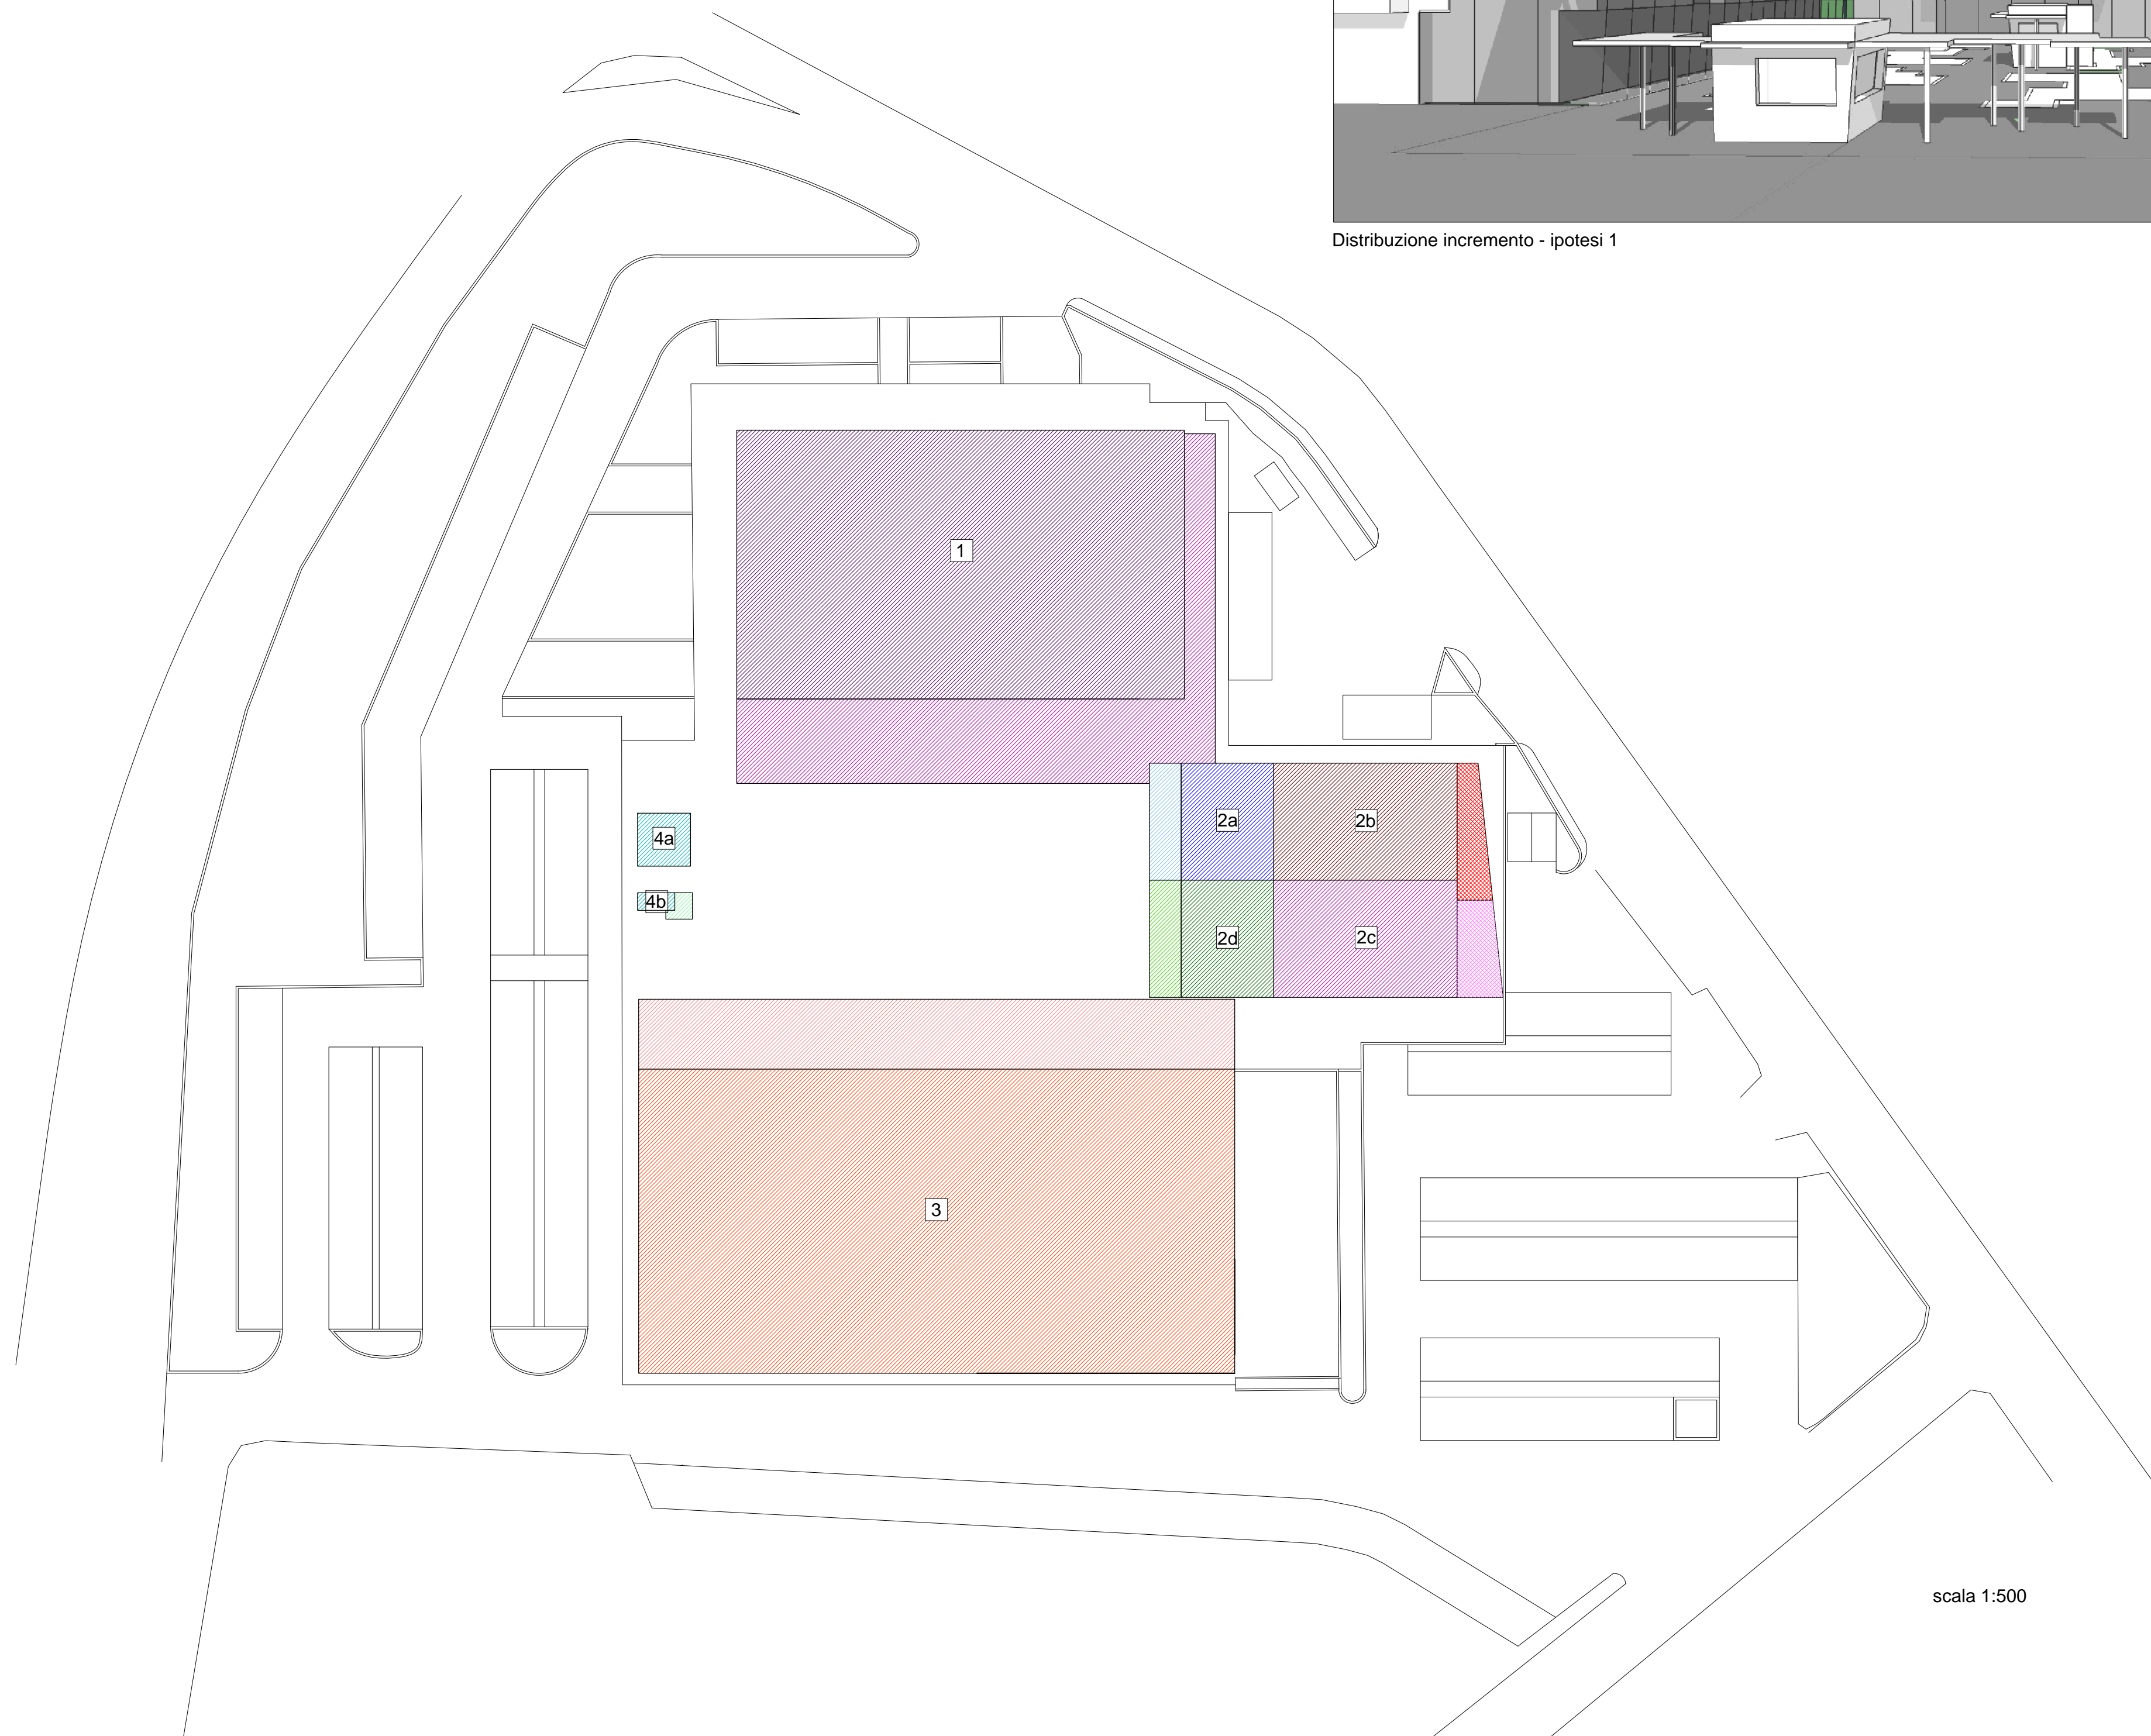 Distribuzione incremento - ipotesi 1
1
2a
2b
4a
4b
2d
2c
3
scala 1:500